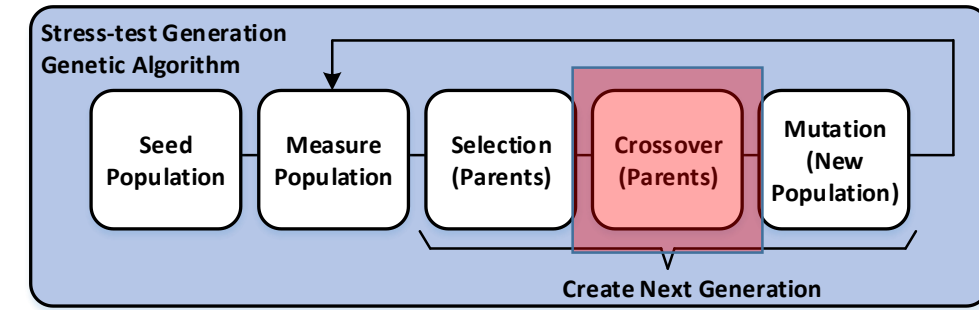 Stress-test Generation
Genetic Algorithm
Seed
Population
Measure
Population
Selection
(Parents)
Crossover
(Parents)
Mutation
(New
Population)
Create Next Generation